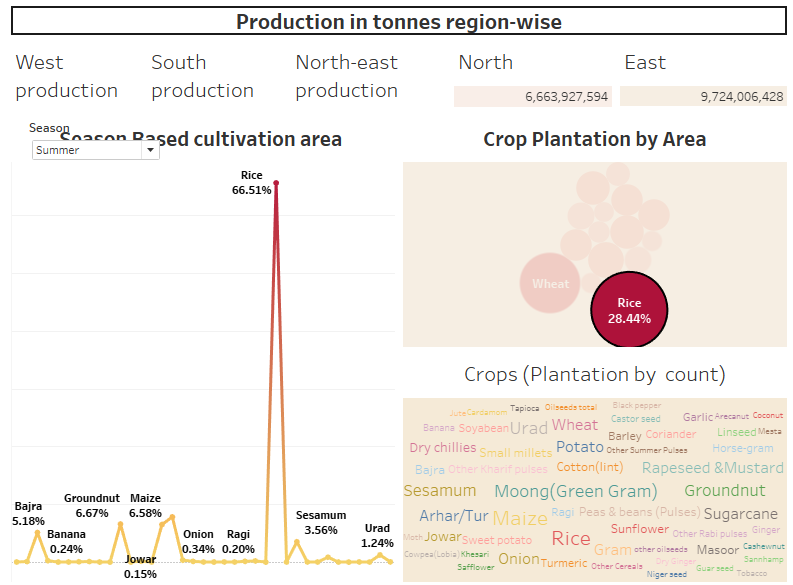 Production in tonnes region-wise
West
production
South
production
North-east
production
North
6,663,927,594
East
9,724,006,428
Season
Season Based cultivation area
Summer
Rice
66.51%
Bajra
5.18%
Banana
0.24%
Groundnut
6.67%
Maize
6.58%
Jowar
0.15%
Onion
0.34%
Ragi
0.20%
Sesamum
3.56%
Urad
1.24%
Crop Plantation by Area
Wheat
Rice
28.44%
Crops (Plantation by count)
Jute Cardamom Tapioca Oilseeds total Black pepper
Castor seed Garlic Arecanut Coconut
Banana Soyabean Urad Wheat Barley Coriander Linseed Mesta
Dry chillies Small millets Potato Other Summer Pulses Horse-gram
Bajra Other Kharif pulses Cotton(lint) Rapeseed &Mustard
Sesamum Moong(Green Gram) Groundnut
Arhar/Tur Maize Ragi Peas & beans (Pulses) Sugarcane
Moth Jowar Sweet potato Rice Sunflower Other Rabi pulses Ginger
Cowpea(Lobia) Khesari Gram other oilseeds Masoor Cashewnut
Safflower Onion Turmeric Other Cereals Dry Ginger Guar seed Sannhamp
Niger seed Tobacco